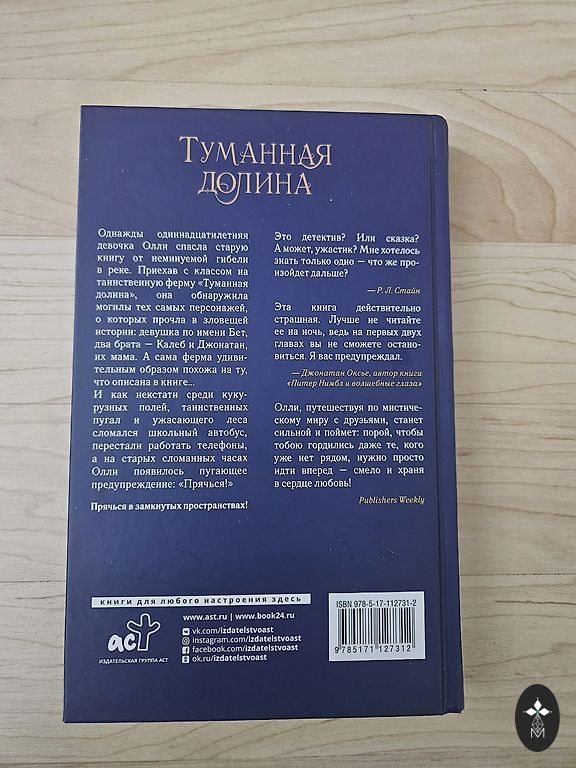 ТУМАННАЯ
ДОЛИНА
Однажды одиннадцатилетняя
девочка Олли спасла старую
книгу от неминуемой гибели
в реке. Приехав с классом на
таинственную ферму «Туманная
долина», она обнаружила
могилы тех самых персонажей,
о которых прочла в зловещей
истории: девушка по имени Бет,
два брата – Калеб и Джонатан,
их мама. А сама ферма удиви-
тельным образом похожа на ту,
что описана в книге...
И как некстати среди куку-
рузных полей, таинственных
пугал и ужасающего леса
сломался школьный автобус,
перестали работать телефоны,
а на старых сломанных часах
Олли появилось пугающее
предупреждение: «Прячься!»
Прячься в замкнутых пространствах!
Это детектив? Или сказка?
А может, ужастик? Мне хотелось
знать только одно – что же про-
изойдет дальше?
— Р. Л. Стайн
Эта книга действительно
страшная. Лучше не читайте
ее на ночь, ведь на первых двух
главах вы не сможете остано-
виться. Я вас предупреждал.
— Джонатан Оксье, автор книги
«Питер Нимбл и волшебные глаза»
Олли, путешествуя по мистиче-
скому миру с друзьями, станет
сильной и поймет: порой, чтобы
тобою гордились даже те, кого
уже нет рядом, нужно просто
идти вперед – смело и храня
в сердце любовь!
Publishers Weekly
книги для любого настроения здесь
аст
ИЗДАТЕЛЬСКАЯ ГРУППА АСТ
www.ast.ru | www.book24.ru
vk.com/izdatelstvoast
instagram.com/izdatelstvoast
facebook.com/izdatelstvoast
ok.ru/izdatelstvoast
ISBN 978-5-17-112731-2
9 785171 127312
M